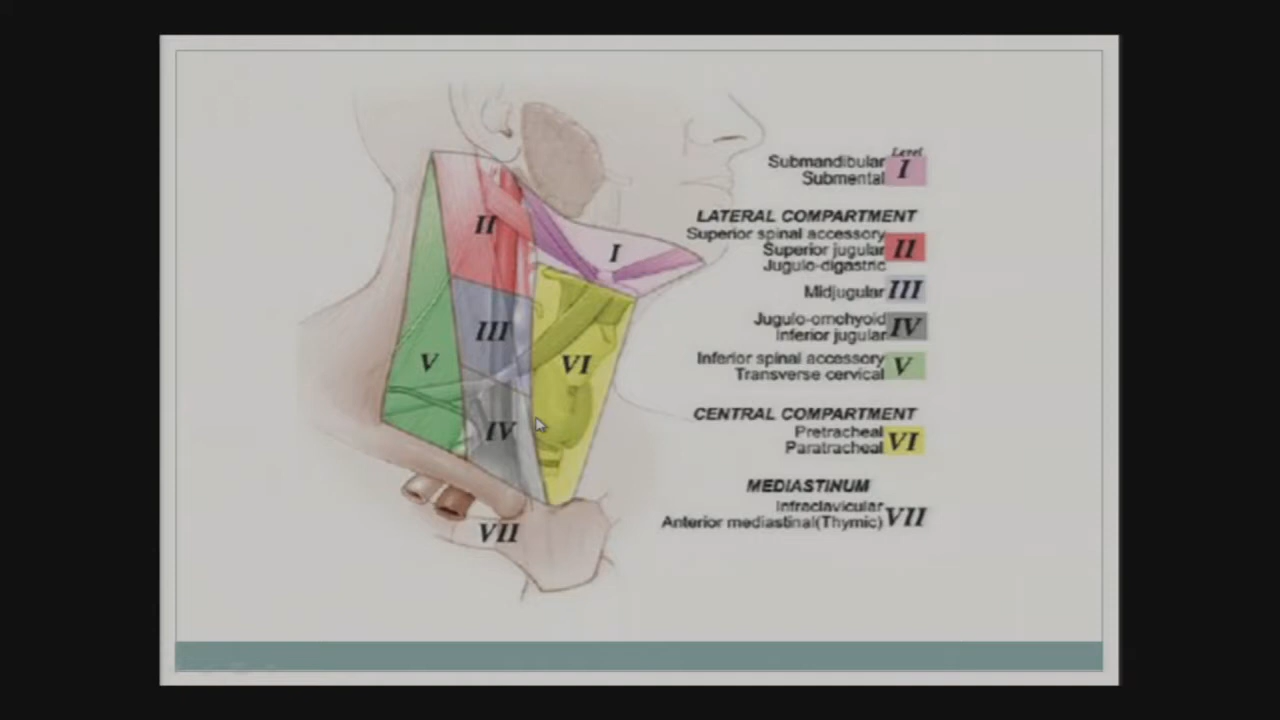 Level
Submandibular I
Submental
LATERAL COMPARTMENT
Superior spinal accessory
Superior jugular II
Jugulo-digastric
Midjugular III
Jugulo-omohyoid IV
Inferior jugular
Inferior spinal accessory V
Transverse cervical
CENTRAL COMPARTMENT
Pretracheal VI
Paratracheal
MEDIASTINUM
Infraclavicular VII
Anterior mediastinal(Thymic)
II
I
III
V
VI
IV
VII